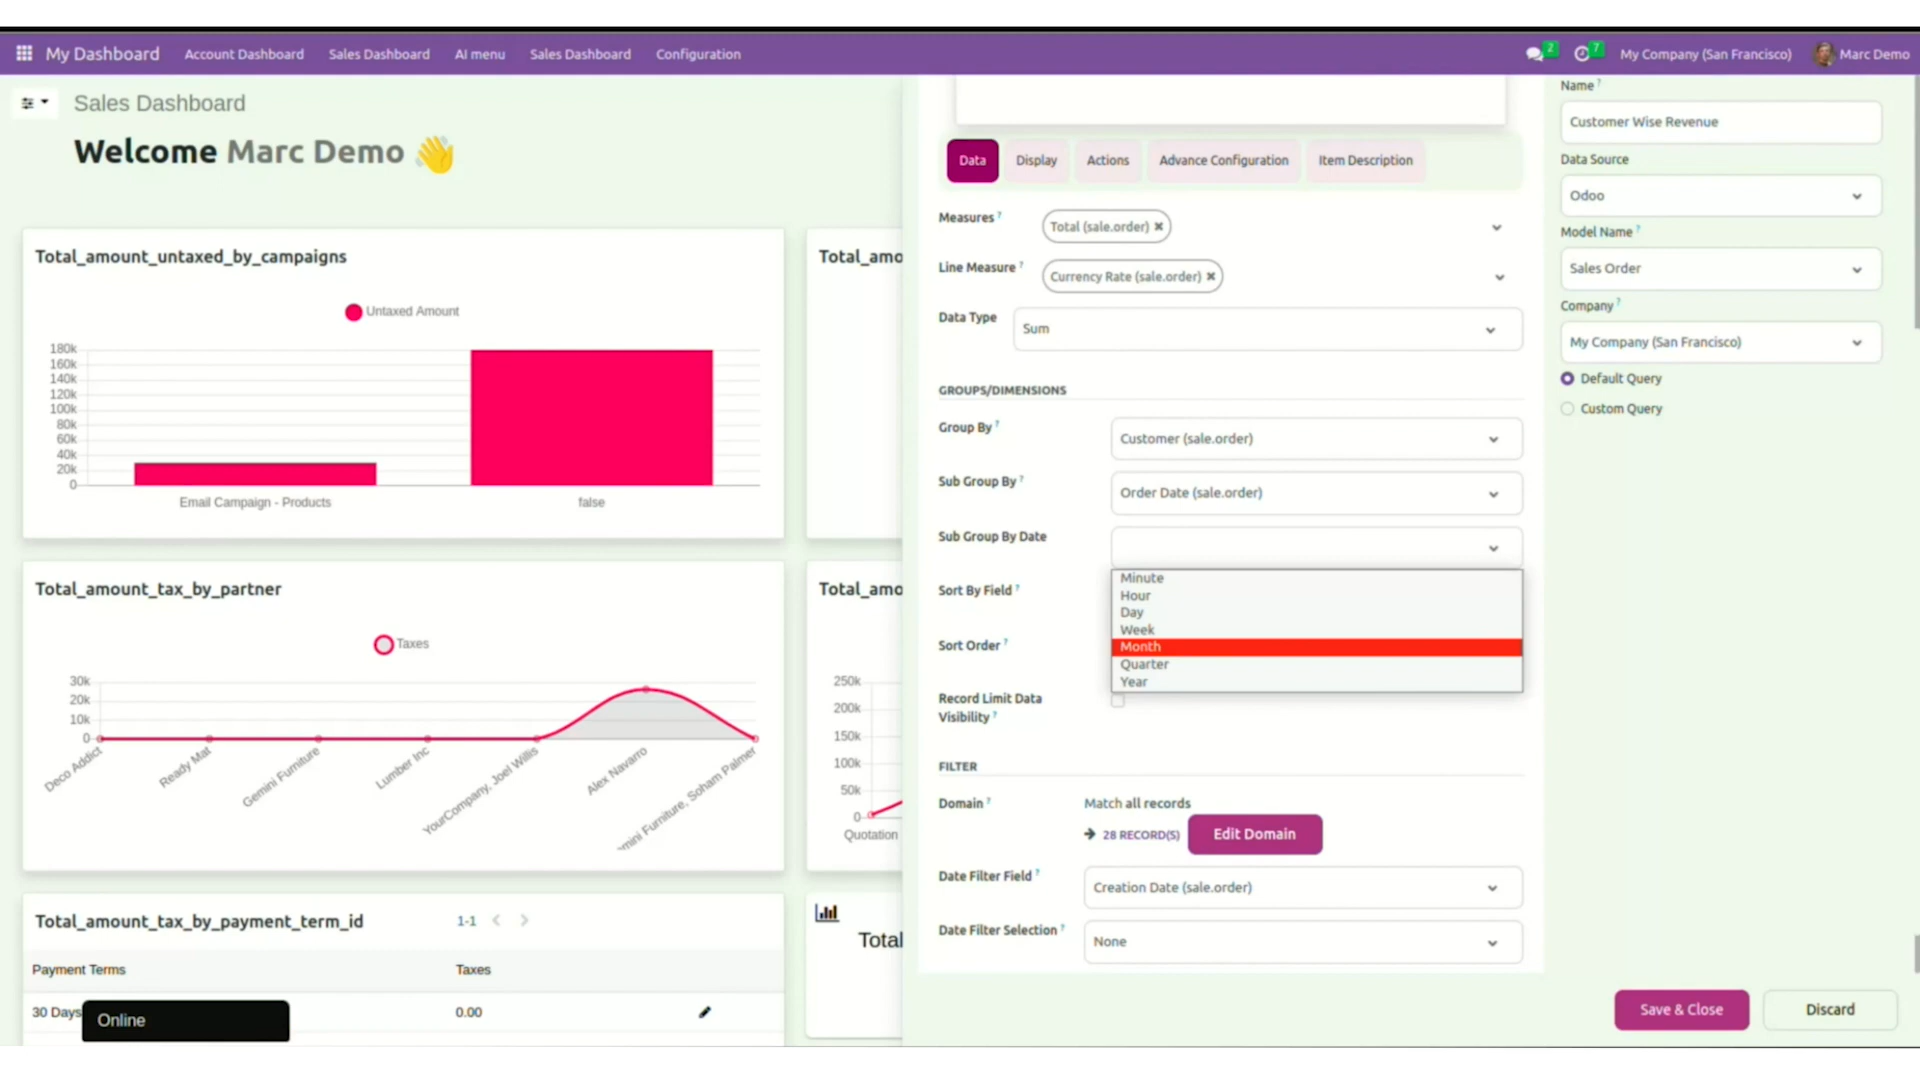 My Dashboard Account Dashboard Sales Dashboard AI menu Sales Dashboard Configuration 2 7 My Company (San Francisco) Marc Demo
Sales Dashboard
Welcome Marc Demo 👋
Total_amount_untaxed_by_campaigns
Untaxed Amount
180k
160k
140k
120k
100k
80k
60k
40k
20k
0
Email Campaign - Products false
Total_amo
Total_amount_tax_by_partner
Taxes
30k
20k
10k
0
Deco Addict
Ready Mat
Gemini Furniture
Lumber Inc
YourCompany, Joel Willis
Alex Navarro
mini Furniture, Soham Palmer
Total_amo
250k
200k
150k
100k
50k
0
Quotation
Total_amount_tax_by_payment_term_id 1-1
Payment Terms Taxes
30 Days 0.00
Online
Total
Data Display Actions Advance Configuration Item Description
Measures ? Total (sale.order) ×
Line Measure ? Currency Rate (sale.order) ×
Data Type Sum
GROUPS/DIMENSIONS
Group By ? Customer (sale.order)
Sub Group By ? Order Date (sale.order)
Sub Group By Date
Minute
Hour
Day
Week
Month
Quarter
Year
Sort By Field ?
Sort Order ?
Record Limit Data
Visibility ?
FILTER
Domain ? Match all records
28 RECORD(S) Edit Domain
Date Filter Field ? Creation Date (sale.order)
Date Filter Selection ? None
Name ?
Customer Wise Revenue
Data Source
Odoo
Model Name ?
Sales Order
Company ?
My Company (San Francisco)
Default Query
Custom Query
Save & Close Discard